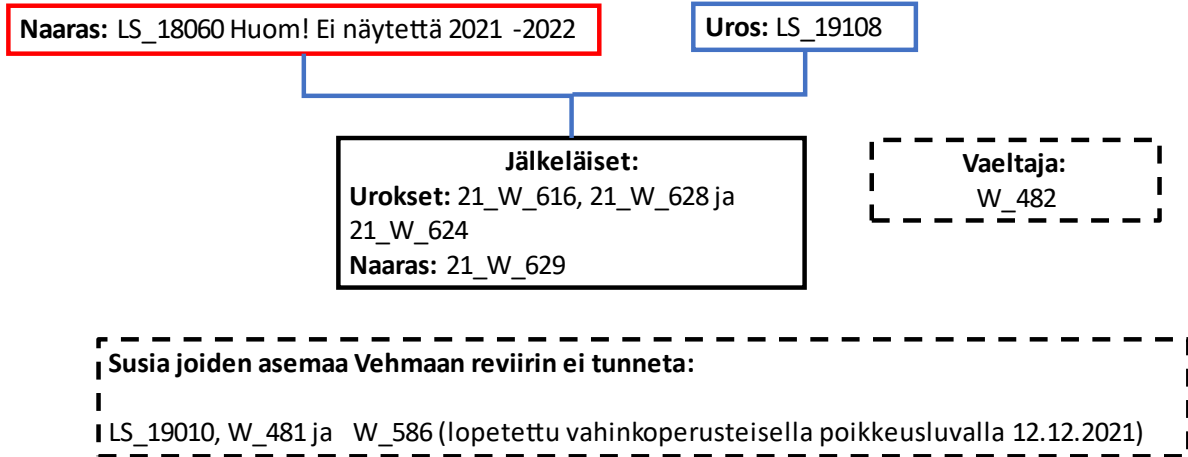 Naaras: LS_18060 Huom! Ei näytettä 2021 -2022
Uros: LS_19108
Jälkeläiset:
Urokset: 21_W_616, 21_W_628 ja
21_W_624
Naaras: 21_W_629
Vaeltaja:
W_482
Susia joiden asemaa Vehmaan reviirin ei tunneta:
LS_19010, W_481 ja W_586 (lopetettu vahinkoperusteisella poikkeusluvalla 12.12.2021)